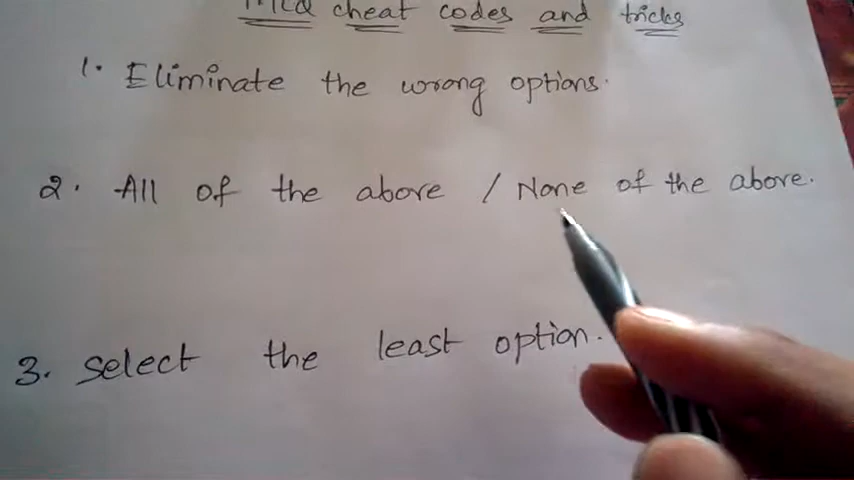 MCQ cheat codes and tricks
1. Eliminate the wrong options.
2. All of the above / None of the above.
3. Select the least option.